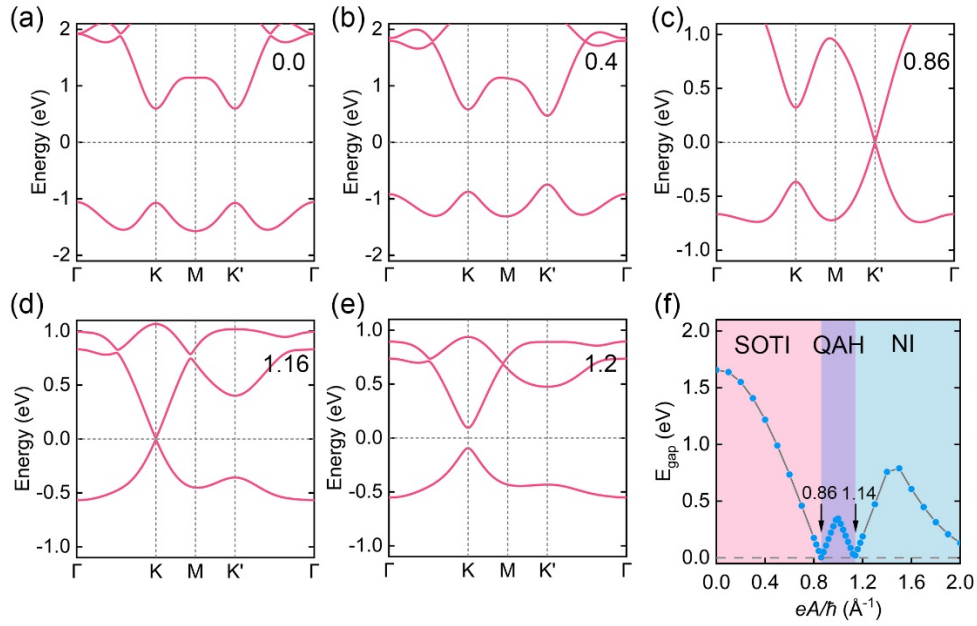 (a)
0.0
Energy (eV)
2
1
0
-1
-2
Γ
K
M
K'
Γ
(b)
0.4
Energy (eV)
2
1
0
-1
-2
Γ
K
M
K'
Γ
(c)
0.86
Energy (eV)
1.0
0.5
0.0
-0.5
-1.0
Γ
K
M
K'
Γ
(d)
1.16
Energy (eV)
1.0
0.5
0.0
-0.5
-1.0
Γ
K
M
K'
Γ
(e)
1.2
Energy (eV)
1.0
0.5
0.0
-0.5
-1.0
Γ
K
M
K'
Γ
(f)
SOTI QAH NI
E_gap (eV)
2.0
1.5
1.0
0.5
0.0
0.86 1.14
0.0 0.4 0.8 1.2 1.6 2.0
eA/ħ (Å⁻¹)